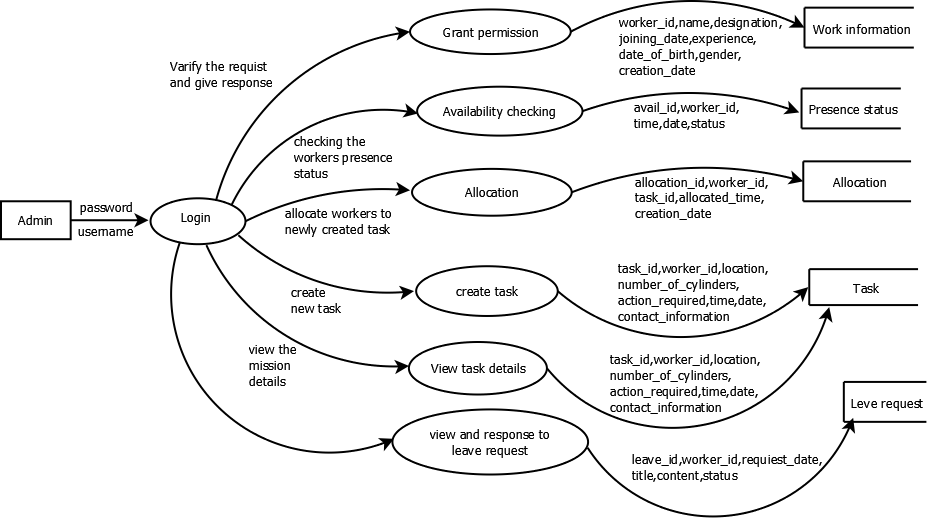 Grant permission
worker_id,name,designation,
joining_date,experience,
date_of_birth,gender,
creation_date
Work information
Varify the requist
and give response
Availability checking
avail_id,worker_id,
time,date,status
Presence status
checking the
workers presence
status
Allocation
allocation_id,worker_id,
task_id,allocated_time,
creation_date
Allocation
Admin
password
username
Login
allocate workers to
newly created task
create task
task_id,worker_id,location,
number_of_cylinders,
action_required,time,date,
contact_information
Task
create
new task
view the
mission
details
View task details
task_id,worker_id,location,
number_of_cylinders,
action_required,time,date,
contact_information
Leve request
view and response to
leave request
leave_id,worker_id,requiest_date,
title,content,status